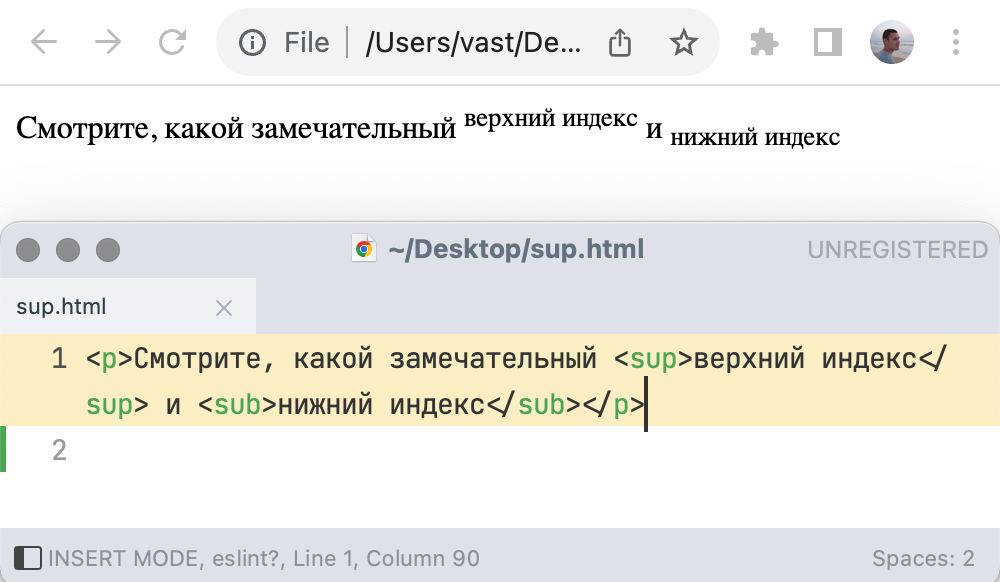 File /Users/vast/De...
Смотрите, какой замечательный верхний индекс и нижний индекс
~/Desktop/sup.html
UNREGISTERED
sup.html
1 <p>Смотрите, какой замечательный <sup>верхний индекс</
sup> и <sub>нижний индекс</sub></p>
2
INSERT MODE, eslint?, Line 1, Column 90
Spaces: 2